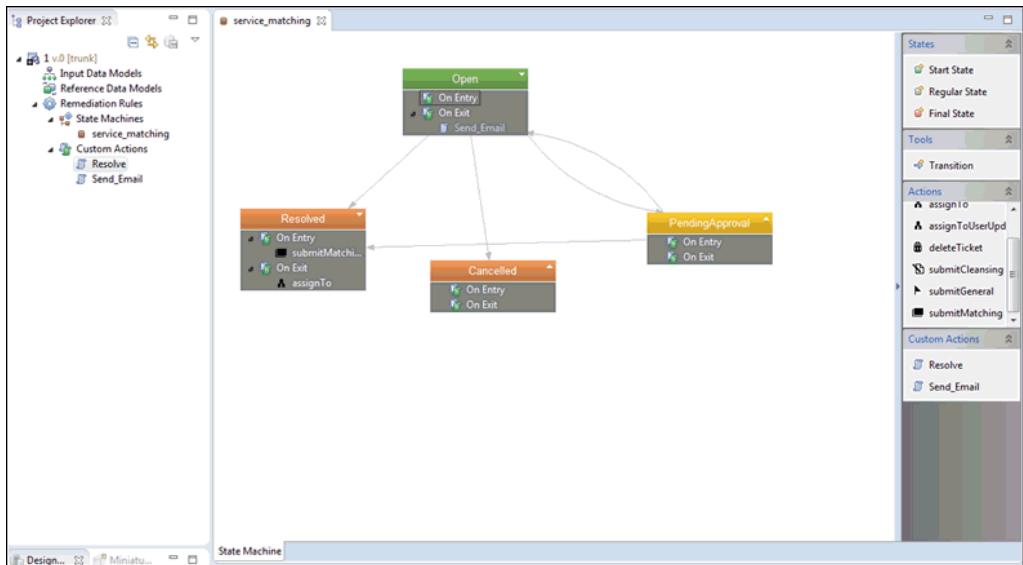 Project Explorer
1 v.0 [trunk]
Input Data Models
Reference Data Models
Remediation Rules
State Machines
service_matching
Custom Actions
Resolve
Send_Email
Design...
Miniatu...
service_matching
Open
On Entry
On Exit
Send_Email
Resolved
On Entry
submitMatchi...
On Exit
assignTo
Cancelled
On Entry
On Exit
PendingApproval
On Entry
On Exit
State Machine
States
Start State
Regular State
Final State
Tools
Transition
Actions
assignTo
assignToUserUpd
deleteTicket
submitCleansing
submitGeneral
submitMatching
Custom Actions
Resolve
Send_Email